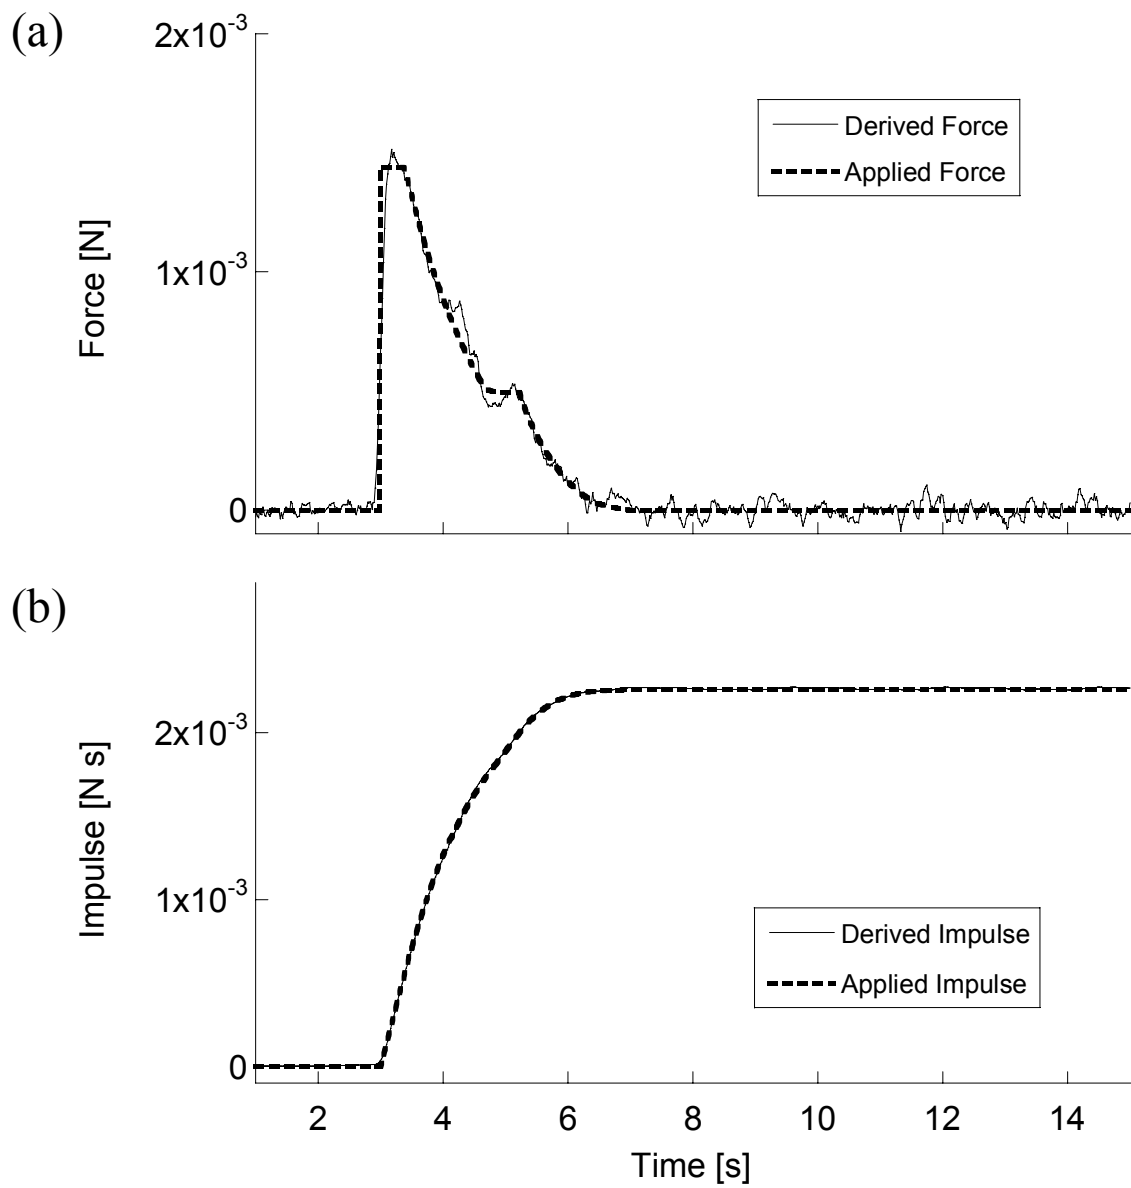 (a)
2x10⁻³
1x10⁻³
0
Force [N]
Derived Force
Applied Force
(b)
2x10⁻³
1x10⁻³
0
Impulse [N s]
Derived Impulse
Applied Impulse
2 4 6 8 10 12 14
Time [s]